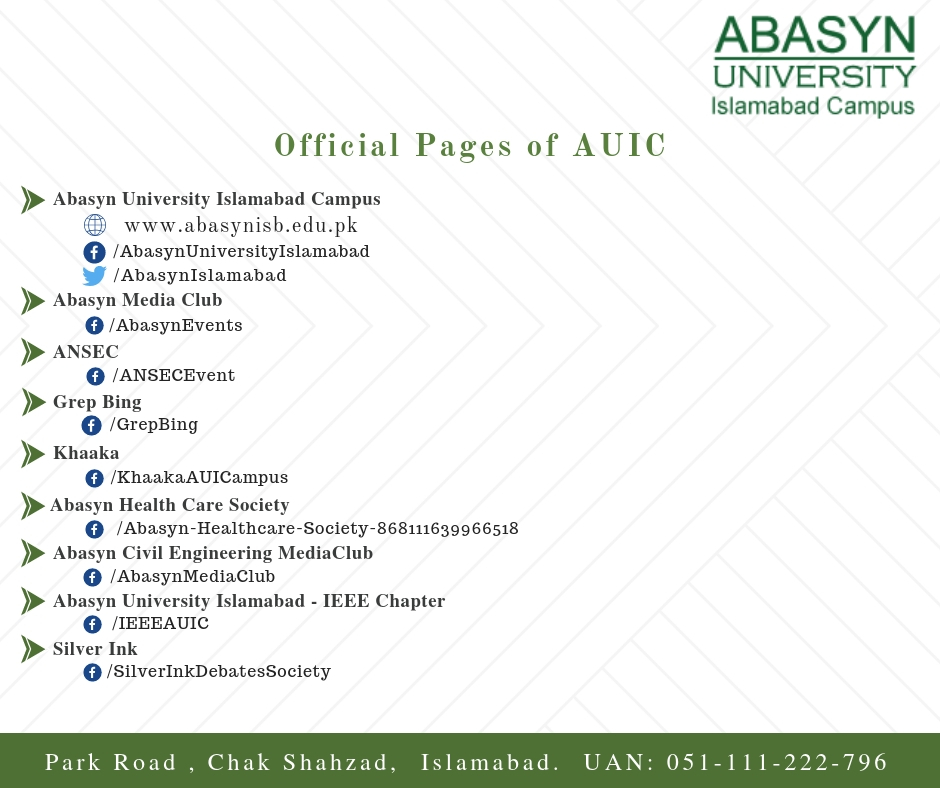 ABASYN
UNIVERSITY
Islamabad Campus
Official Pages of AUIC
Abasyn University Islamabad Campus
www.abasynisb.edu.pk
/AbasynUniversityIslamabad
/AbasynIslamabad
Abasyn Media Club
/AbasynEvents
ANSEC
/ANSECEvent
Grep Bing
/GrepBing
Khaaka
/KhaakaAUICampus
Abasyn Health Care Society
/Abasyn-Healthcare-Society-868111639966518
Abasyn Civil Engineering MediaClub
/AbasynMediaClub
Abasyn University Islamabad - IEEE Chapter
/IEEEAUIC
Silver Ink
/SilverInkDebatesSociety
Park Road , Chak Shahzad, Islamabad. UAN: 051-111-222-796